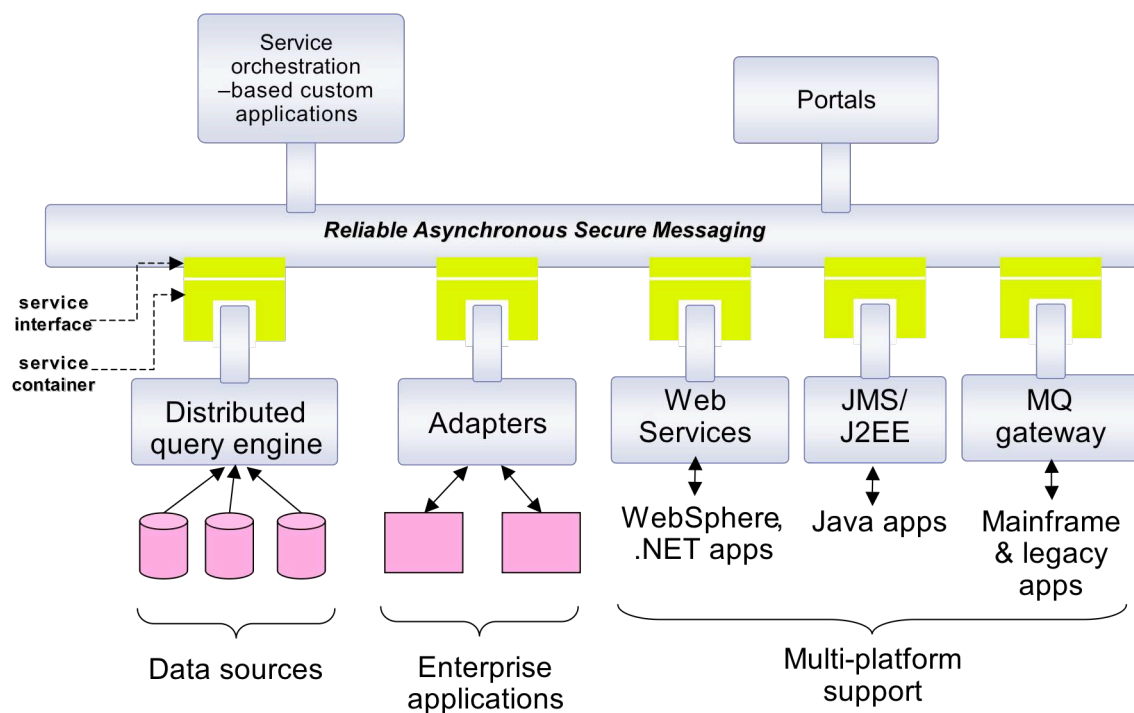 Service
orchestration
–based custom
applications
Portals
Reliable Asynchronous Secure Messaging
service
interface
service
container
Distributed
query engine
Adapters
Web
Services
JMS/
J2EE
MQ
gateway
WebSphere,
.NET apps
Java apps
Mainframe
& legacy
apps
Data sources
Enterprise
applications
Multi-platform
support